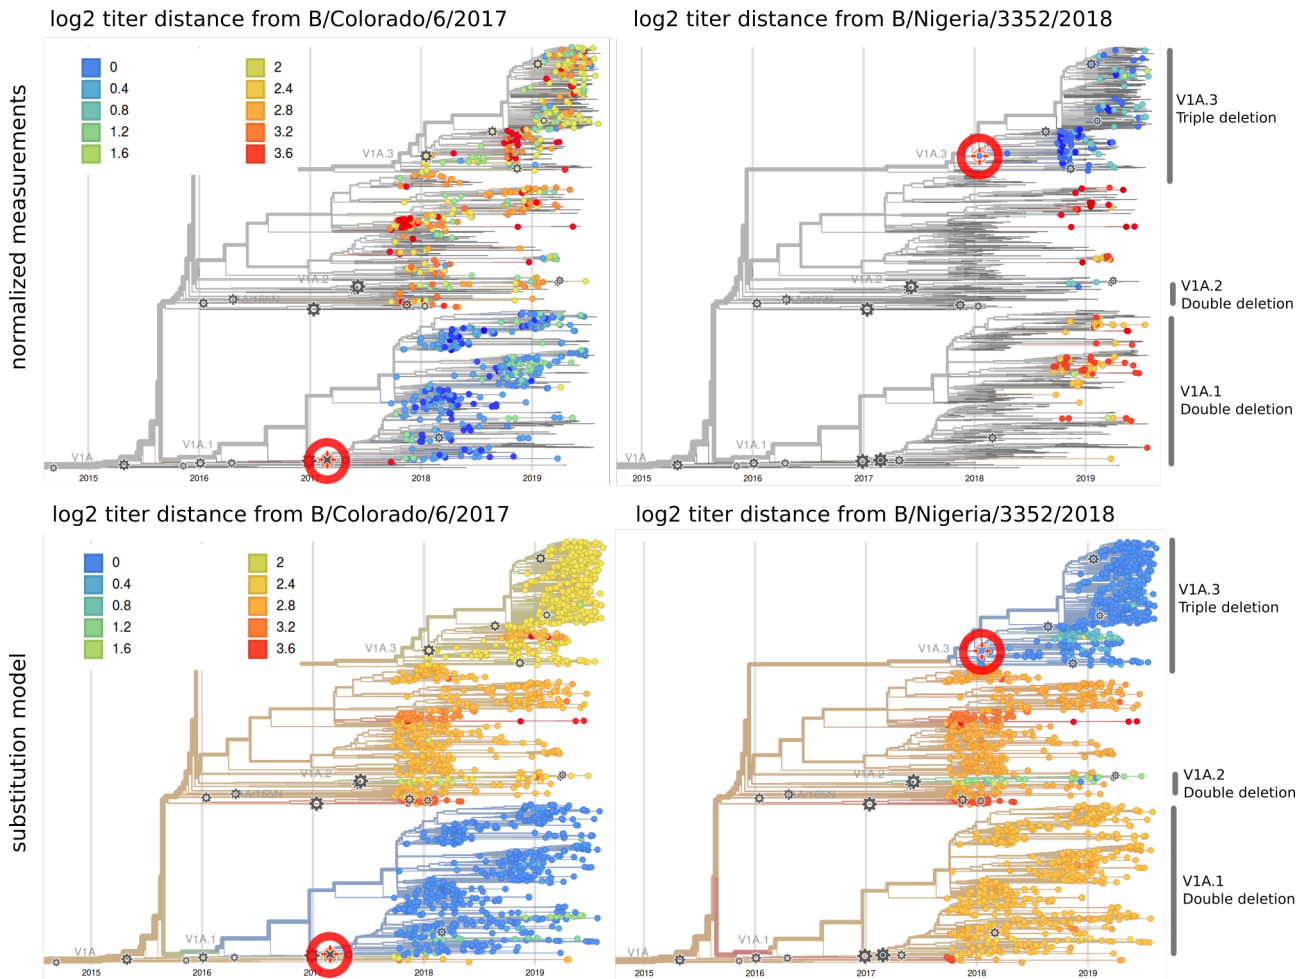 log2 titer distance from B/Colorado/6/2017
log2 titer distance from B/Nigeria/3352/2018
normalized measurements
0
0.4
0.8
1.2
1.6
2
2.4
2.8
3.2
3.6
V1A.3
V1A.2
V1A.1
V1A
2015
2016
2017
2018
2019
V1A.3
V1A.2
V1A.1
V1A
2015
2016
2017
2018
2019
V1A.3
Triple deletion
V1A.2
Double deletion
V1A.1
Double deletion
log2 titer distance from B/Colorado/6/2017
log2 titer distance from B/Nigeria/3352/2018
substitution model
0
0.4
0.8
1.2
1.6
2
2.4
2.8
3.2
3.6
V1A.3
V1A.2
V1A.1
V1A
2015
2016
2017
2018
2019
V1A.3
V1A.2
V1A.1
V1A
2015
2016
2017
2018
2019
V1A.3
Triple deletion
V1A.2
Double deletion
V1A.1
Double deletion